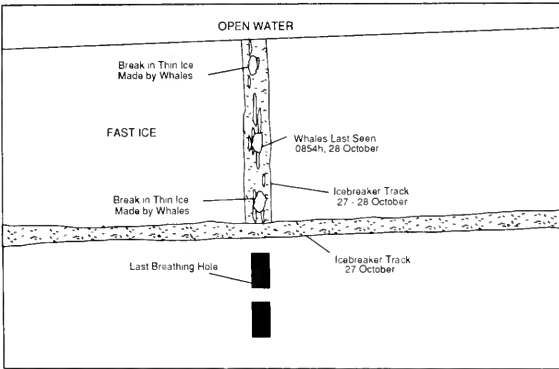 OPEN WATER
Break in Thin Ice
Made by Whales
FAST ICE
Whales Last Seen
0854h, 28 October
Icebreaker Track
27 - 28 October
Break in Thin Ice
Made by Whales
Last Breathing Hole
Icebreaker Track
27 October